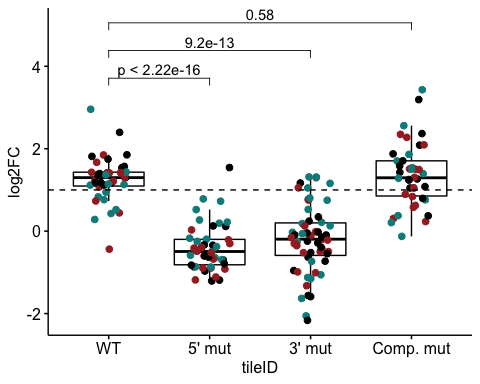 0.58
9.2e-13
p < 2.22e-16
log2FC
4
2
0
-2
WT
5' mut
3' mut
Comp. mut
tileID